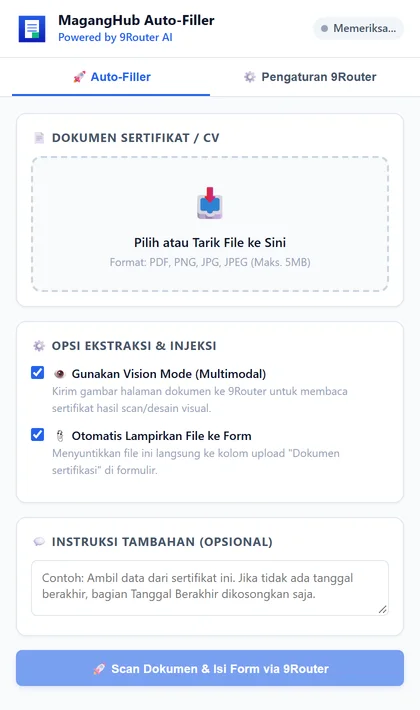 MagangHub Auto-Filler
Powered by 9Router AI
Memeriksa...
Auto-Filler
Pengaturan 9Router
DOKUMEN SERTIFIKAT / CV
Pilih atau Tarik File ke Sini
Format: PDF, PNG, JPG, JPEG (Maks. 5MB)
OPSI EKSTRAKSI & INJEKSI
Gunakan Vision Mode (Multimodal)
Kirim gambar halaman dokumen ke 9Router untuk membaca
sertifikat hasil scan/desain visual.
Otomatis Lampirkan File ke Form
Menyuntikkan file ini langsung ke kolom upload "Dokumen
sertifikasi" di formulir.
INSTRUKSI TAMBAHAN (OPSIONAL)
Contoh: Ambil data dari sertifikat ini. Jika tidak ada tanggal
berakhir, bagian Tanggal Berakhir dikosongkan saja.
Scan Dokumen & Isi Form via 9Router